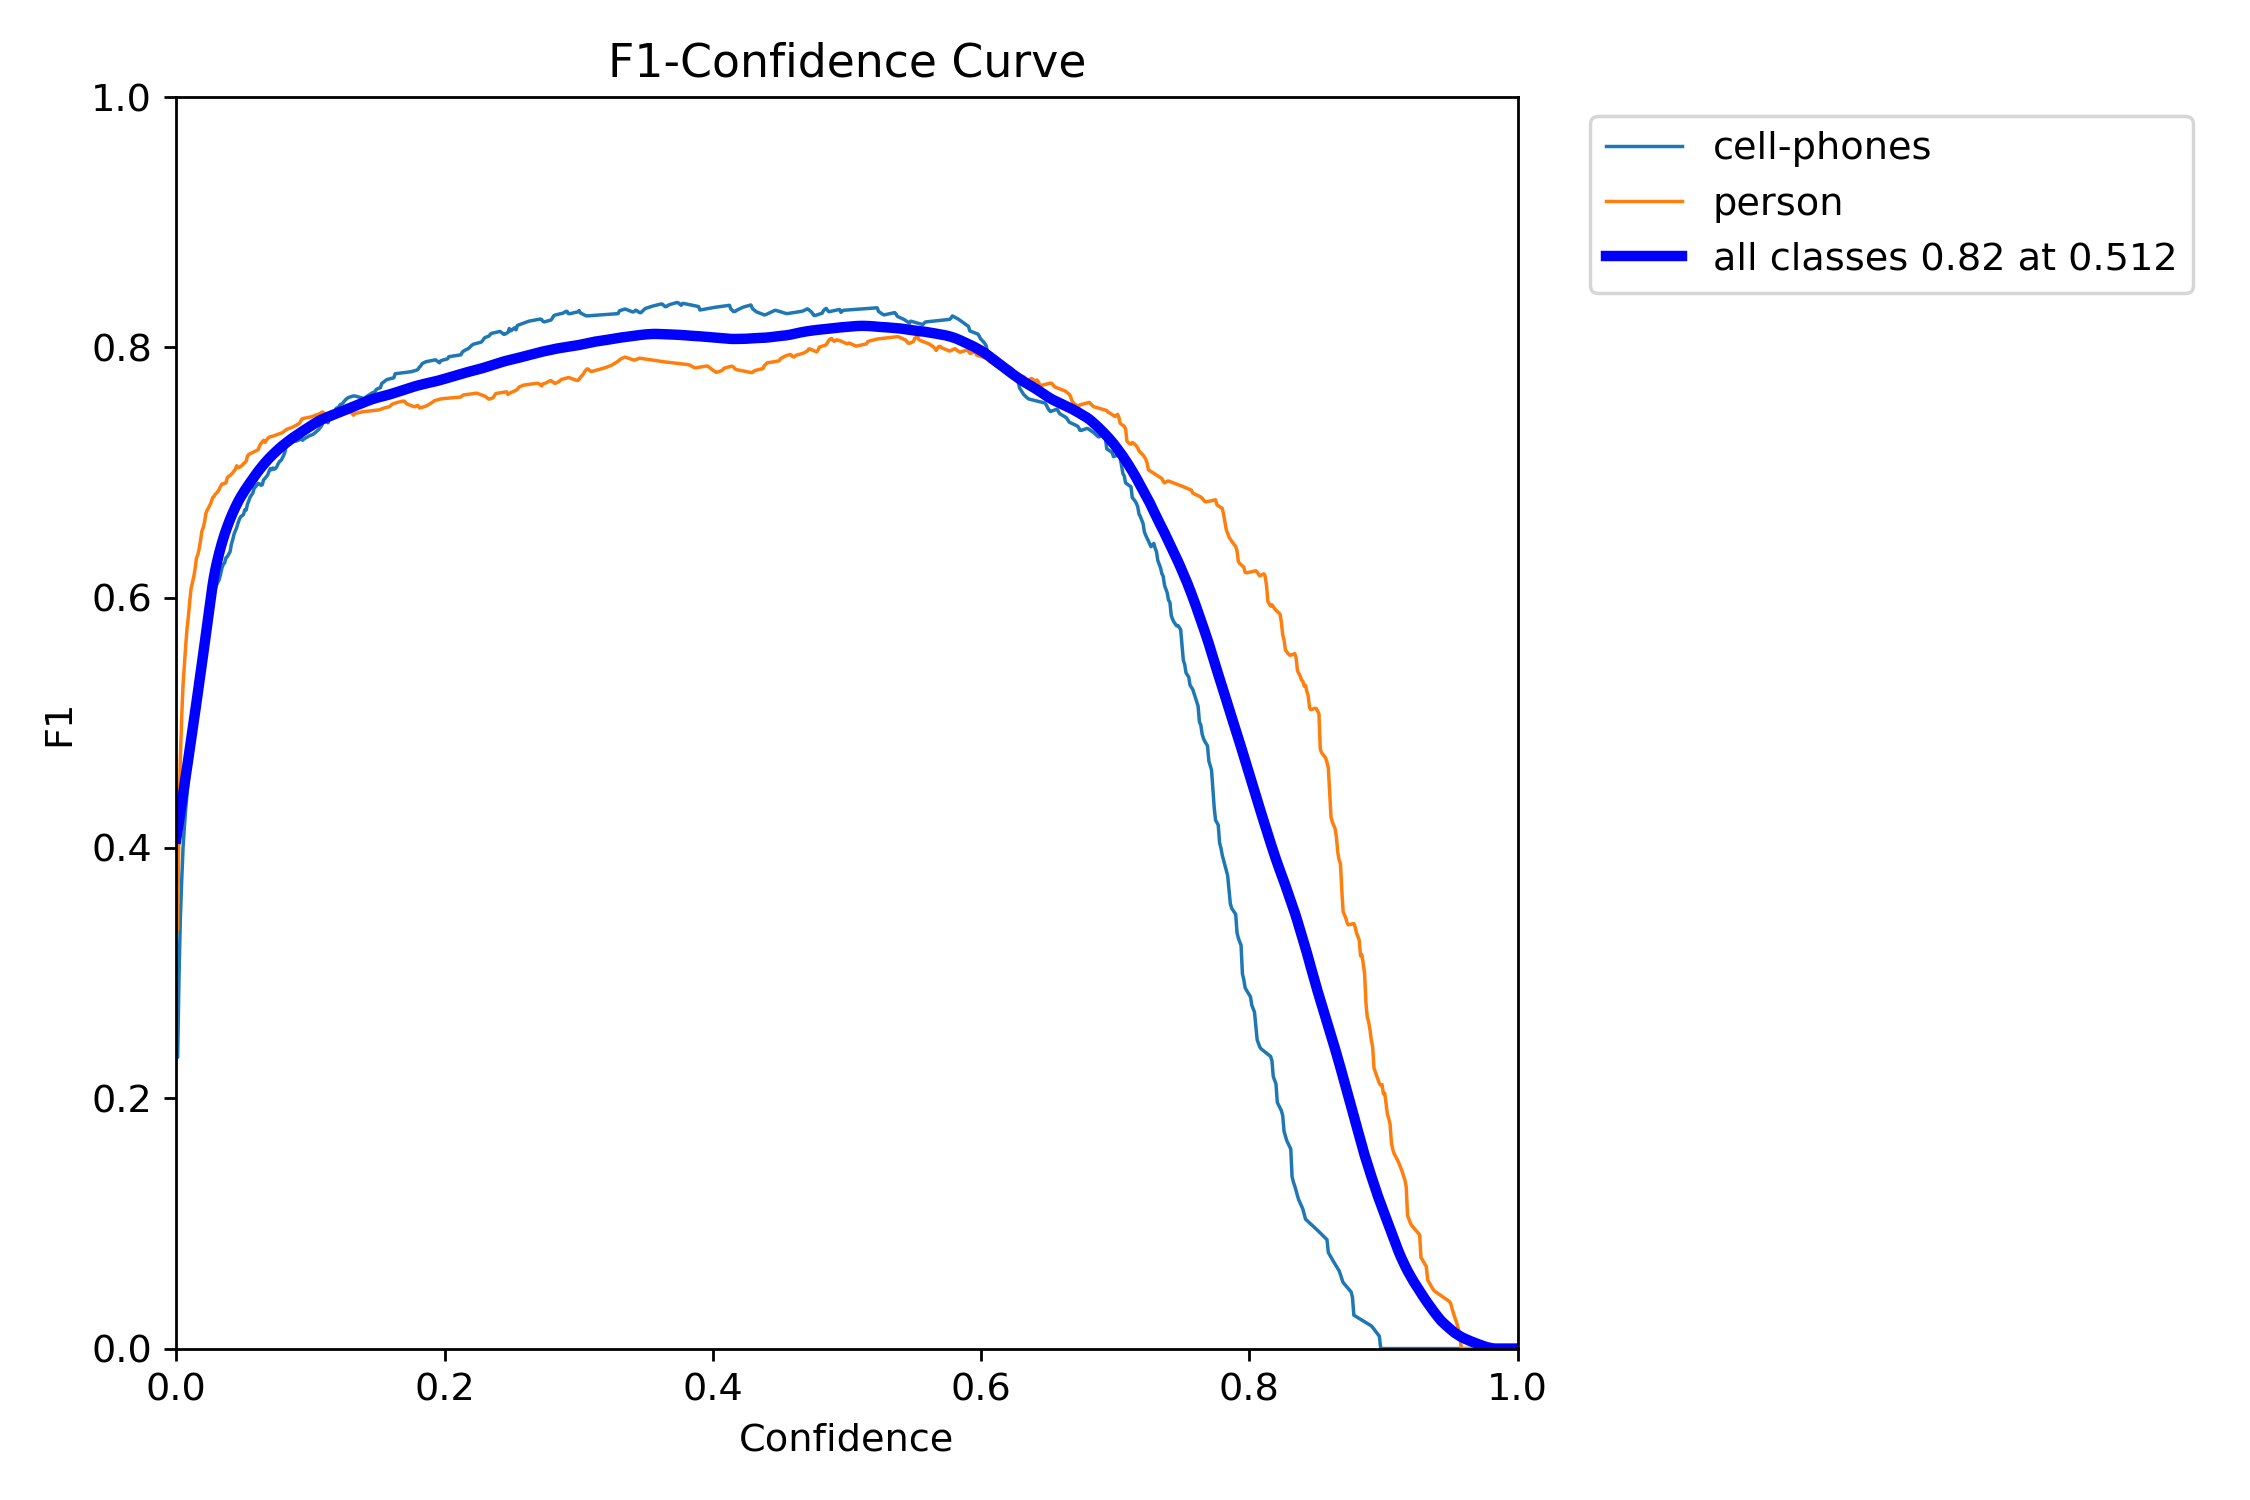 F1-Confidence Curve
1.0
0.8
0.6
0.4
0.2
0.0
F1
0.0 0.2 0.4 0.6 0.8 1.0
Confidence
cell-phones
person
all classes 0.82 at 0.512